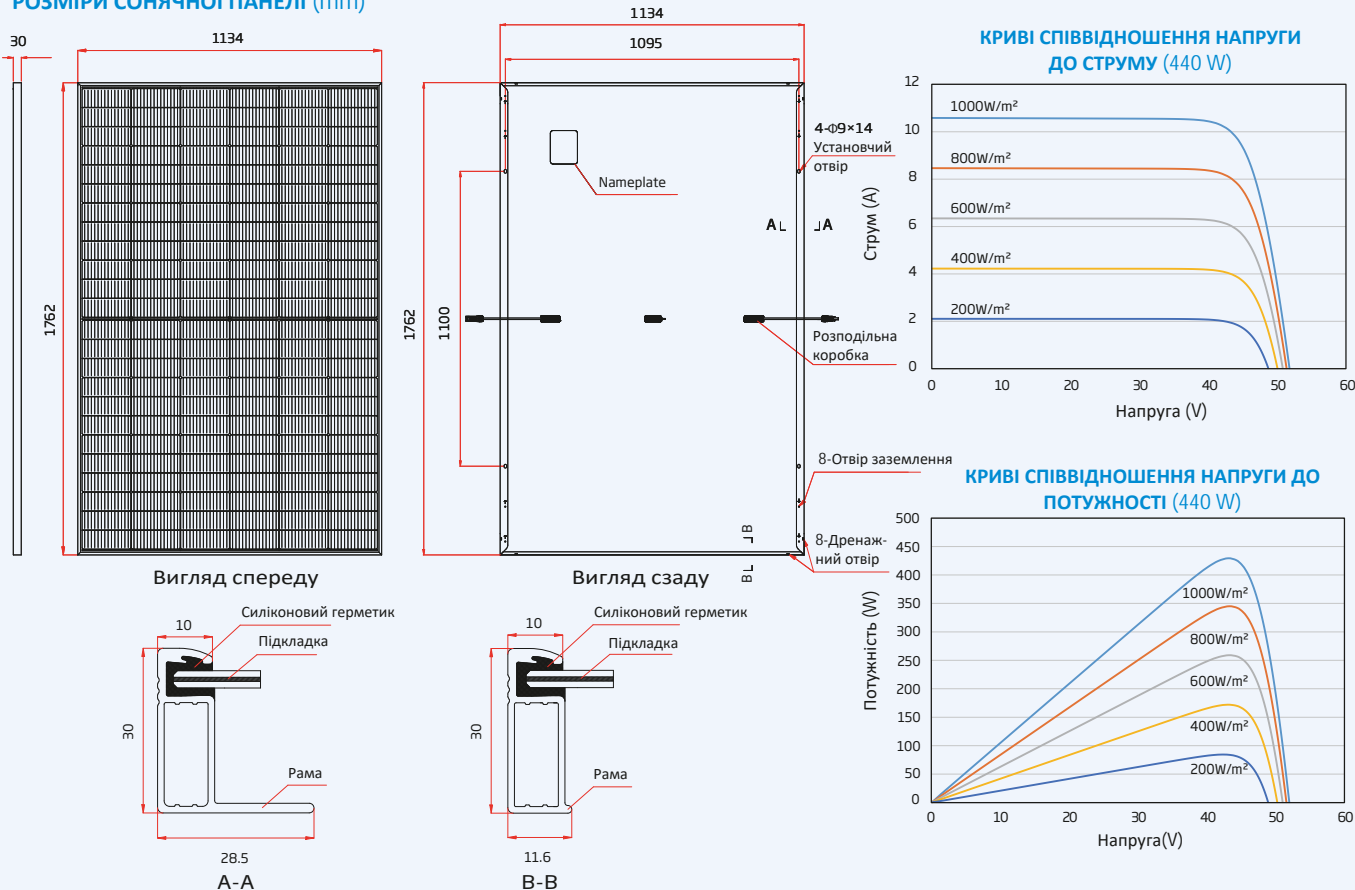 РОЗМІРИ СОНЯЧНОЇ ПАНЕЛІ (mm)
30
1134
1762
Вигляд спереду
1134
1095
4-Φ9×14
Установчий
отвір
Nameplate
A
A
1762
1100
Розподільна
коробка
8-Отвір заземлення
B
8-Дренаж-
ний отвір
B
Вигляд сзаду
Силіконовий герметик
10
Підкладка
30
Рама
28.5
A-A
Силіконовий герметик
10
Підкладка
30
Рама
11.6
B-B
КРИВІ СПІВВІДНОШЕННЯ НАПРУГИ
ДО СТРУМУ (440 W)
12
10
8
6
4
2
0
Струм (A)
1000W/m²
800W/m²
600W/m²
400W/m²
200W/m²
0 10 20 30 40 50 60
Напруга (V)
КРИВІ СПІВВІДНОШЕННЯ НАПРУГИ ДО
ПОТУЖНОСТІ (440 W)
500
450
400
350
300
250
200
150
100
50
0
Потужність (W)
1000W/m²
800W/m²
600W/m²
400W/m²
200W/m²
0 10 20 30 40 50 60
Напруга(V)